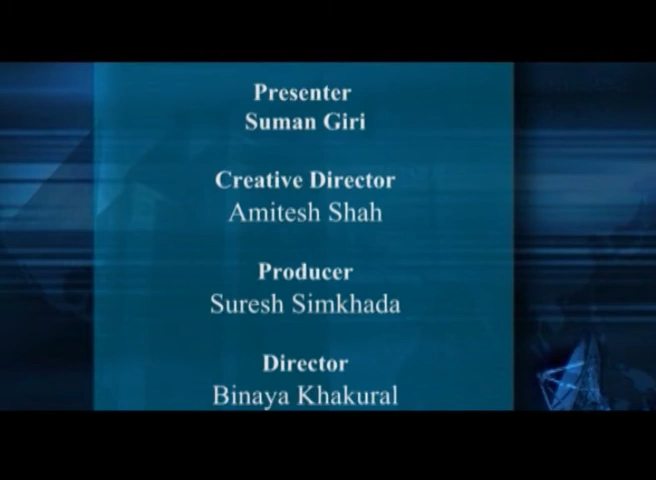 Presenter
Suman Giri
Creative Director
Amitesh Shah
Producer
Suresh Simkhada
Director
Binaya Khakural